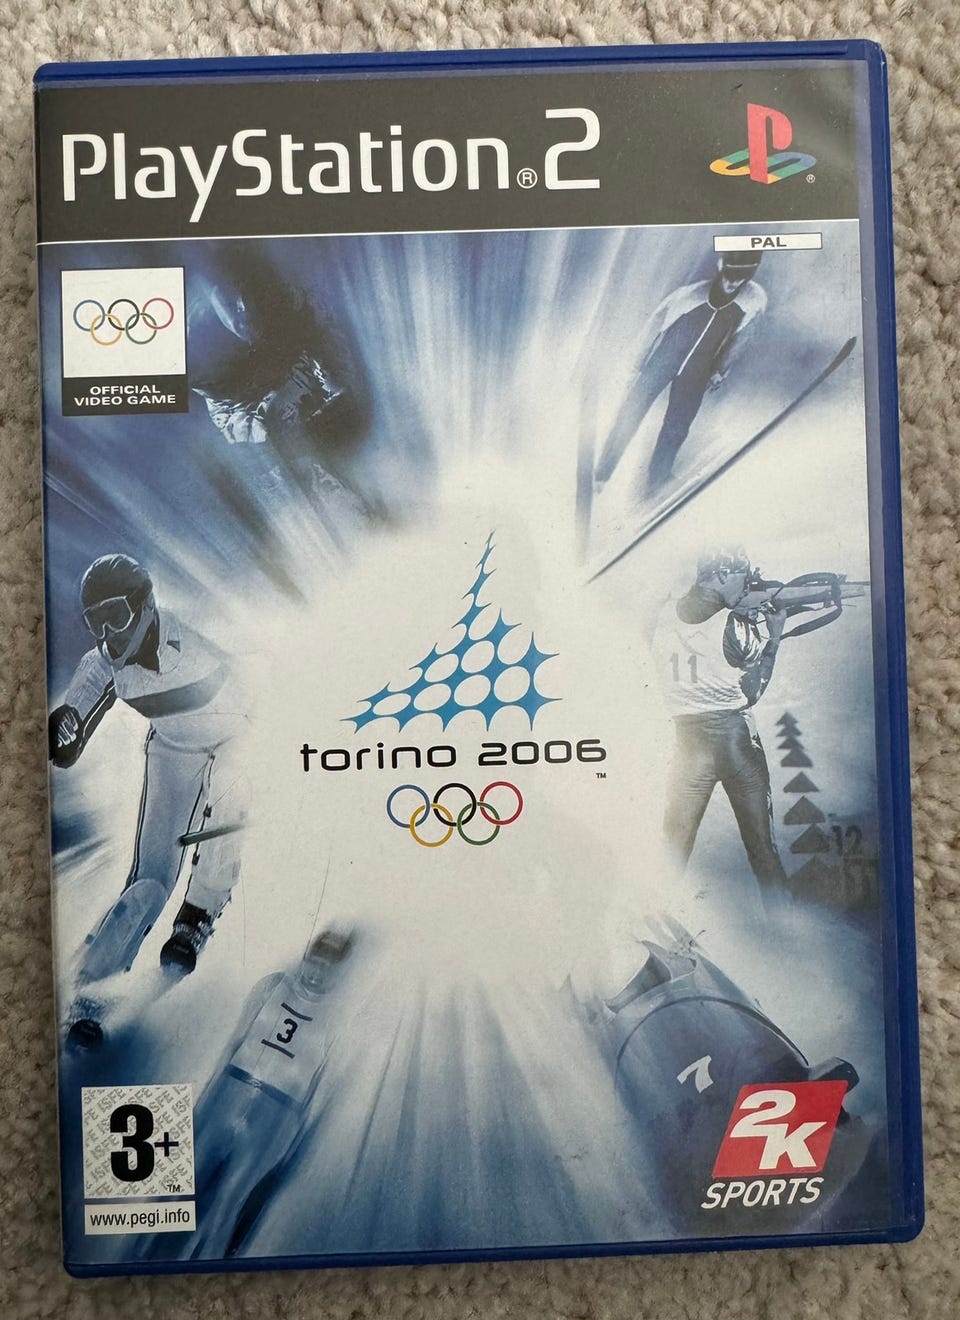 PlayStation®2
®
PAL
OFFICIAL
VIDEO GAME
11
torino 2006
™
12
3
7
3+
™
www.pegi.info
2K
SPORTS